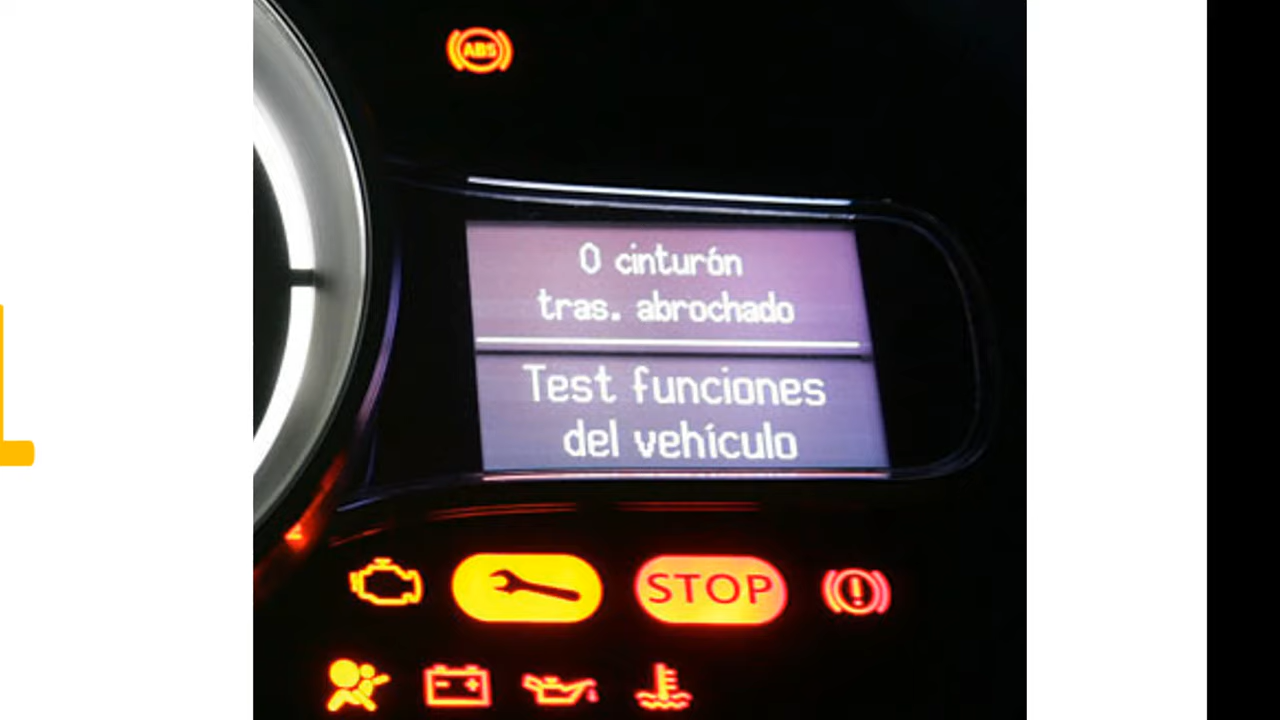 ABS
0 cinturón
tras. abrochado
Test funciones
del vehículo
STOP